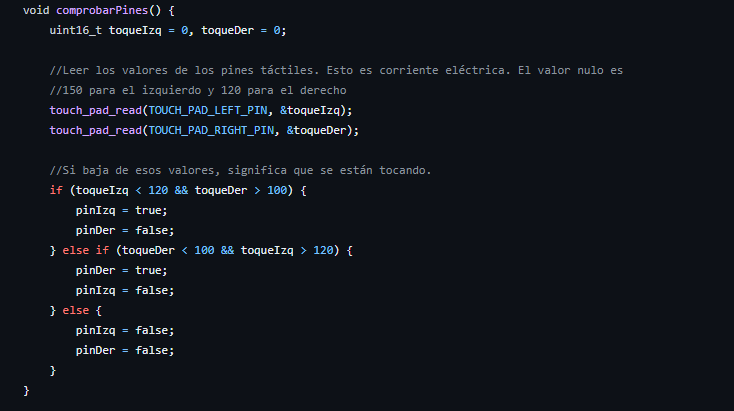 void comprobarPines() {
    uint16_t toqueIzq = 0, toqueDer = 0;

    //Leer los valores de los pines táctiles. Esto es corriente eléctrica. El valor nulo es
    //150 para el izquierdo y 120 para el derecho
    touch_pad_read(TOUCH_PAD_LEFT_PIN, &toqueIzq);
    touch_pad_read(TOUCH_PAD_RIGHT_PIN, &toqueDer);

    //Si baja de esos valores, significa que se están tocando.
    if (toqueIzq < 120 && toqueDer > 100) {
        pinIzq = true;
        pinDer = false;
    } else if (toqueDer < 100 && toqueIzq > 120) {
        pinDer = true;
        pinIzq = false;
    } else {
        pinIzq = false;
        pinDer = false;
    }
}